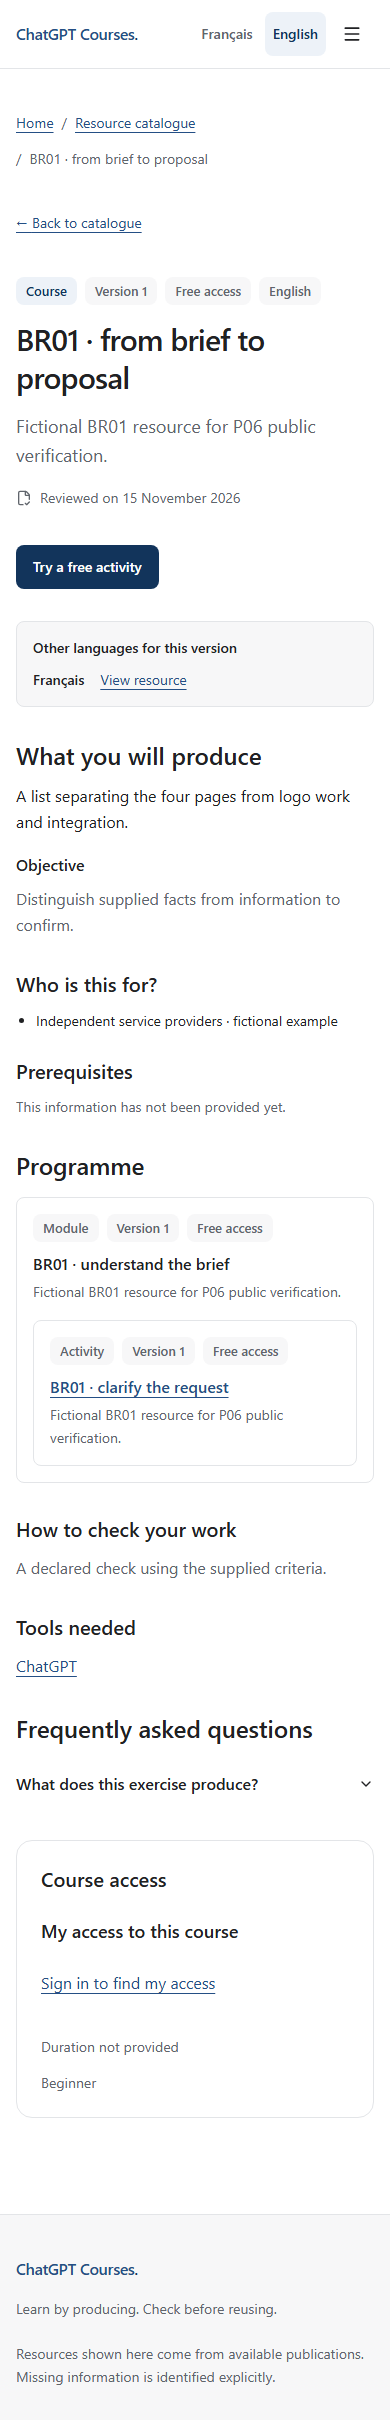 ChatGPT Courses.
Français
English
Home / Resource catalogue
/ BR01 · from brief to proposal
← Back to catalogue
Course
Version 1
Free access
English
BR01 · from brief to
proposal
Fictional BR01 resource for P06 public
verification.
Reviewed on 15 November 2026
Try a free activity
Other languages for this version
Français View resource
What you will produce
A list separating the four pages from logo work
and integration.
Objective
Distinguish supplied facts from information to
confirm.
Who is this for?
• Independent service providers · fictional example
Prerequisites
This information has not been provided yet.
Programme
Module
Version 1
Free access
BR01 · understand the brief
Fictional BR01 resource for P06 public verification.
Activity
Version 1
Free access
BR01 · clarify the request
Fictional BR01 resource for P06 public
verification.
How to check your work
A declared check using the supplied criteria.
Tools needed
ChatGPT
Frequently asked questions
What does this exercise produce?
Course access
My access to this course
Sign in to find my access
Duration not provided
Beginner
ChatGPT Courses.
Learn by producing. Check before reusing.
Resources shown here come from available publications.
Missing information is identified explicitly.